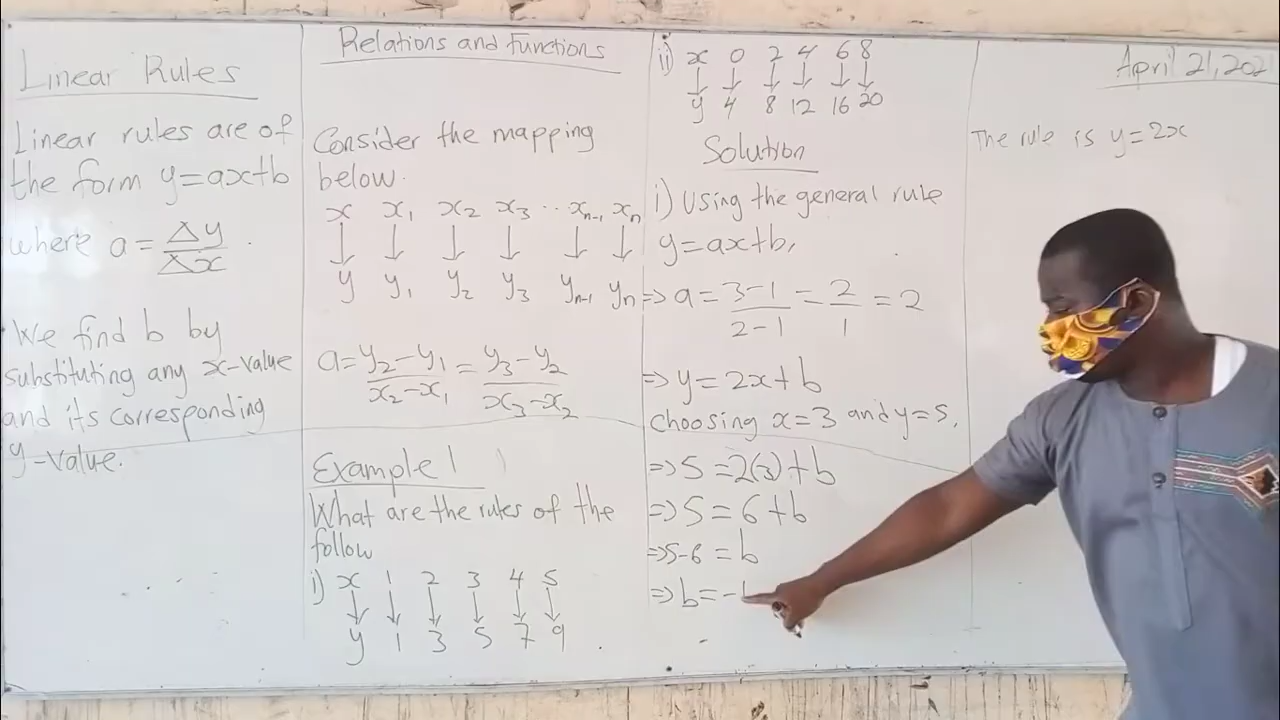 Linear Rules
Linear rules are of
the form y=ax+b
where a = Δy/Δx.
We find b by
substituting any x-value
and its corresponding
y-value.
Relations and Functions
Consider the mapping
below.
x x₁ x₂ x₃ ... xₙ₋₁ xₙ
↓ ↓ ↓ ↓ ↓ ↓
y y₁ y₂ y₃ yₙ₋₁ yₙ
a = (y₂-y₁)/(x₂-x₁) = (y₃-y₂)/(x₃-x₂)
Example 1
What are the rules of the
follow
i) x 1 2 3 4 5
↓ ↓ ↓ ↓ ↓ ↓
y 1 3 5 7 9
ii) x 0 2 4 6 8
↓ ↓ ↓ ↓ ↓ ↓
y 4 8 12 16 20
Solution
i) Using the general rule
y=ax+b,
=> a = (3-1)/(2-1) = 2/1 = 2
=> y = 2x+b
choosing x=3 and y=5,
=> 5 = 2(3)+b
=> 5 = 6+b
=> 5-6 = b
=> b = -
April 21, 202
The rule is y=2x